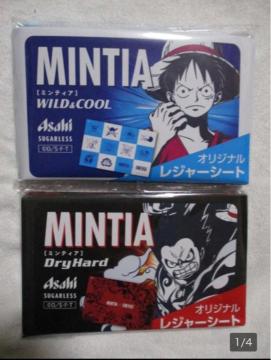 MINTIA
[ミンティア]
WILD&COOL
Asahi
SUGARLESS
オリジナル
レジャーシート
MINTIA
[ミンティア]
DryHard
Asahi
SUGARLESS
オリジナル
レジャーシート
1/4